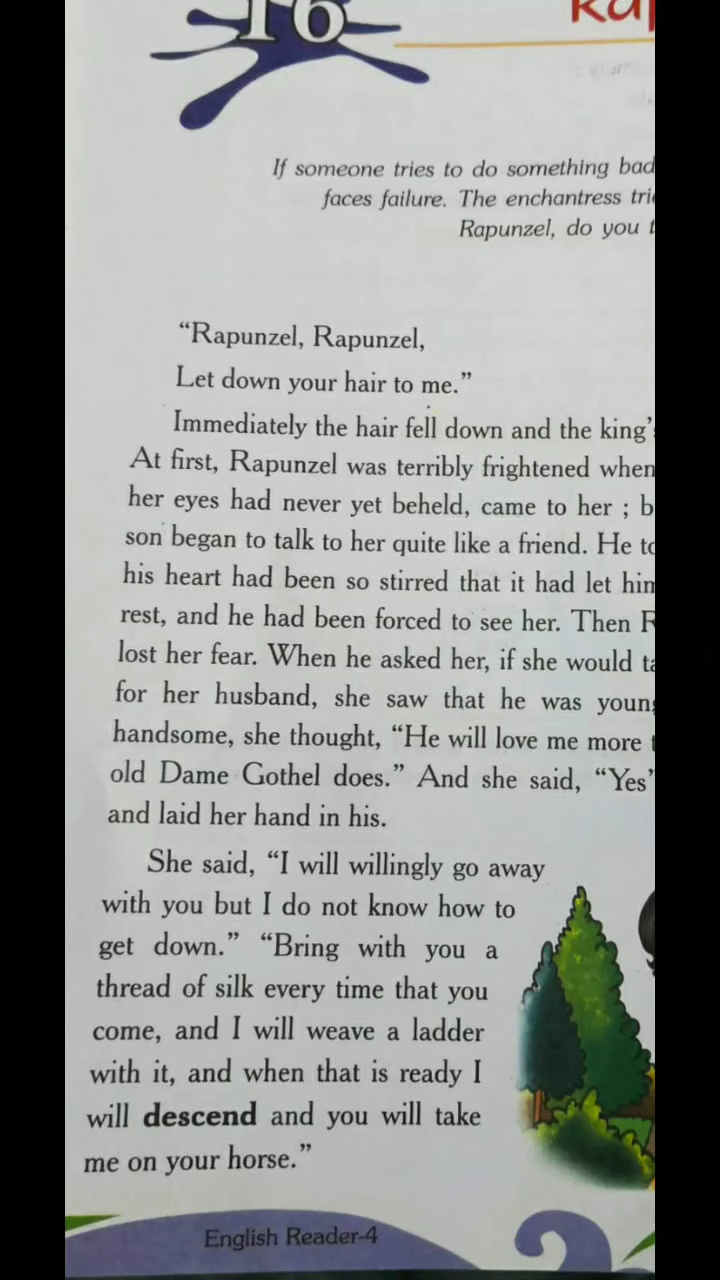 16
If someone tries to do something bad
faces failure. The enchantress
Rapunzel, do you
“Rapunzel, Rapunzel,
Let down your hair to me.”
Immediately the hair fell down and the king'
At first, Rapunzel was terribly frightened when
her eyes had never yet beheld, came to her ;
son began to talk to her quite like a friend. He
his heart had been so stirred that it had let him
rest, and he had been forced to see her. Then
lost her fear. When he asked her, if she would
for her husband, she saw that he was
handsome, she thought, “He will love me more
old Dame Gothel does.” And she said, “Yes”
and laid her hand in his.
She said, “I will willingly go away
with you but I do not know how to
get down.” “Bring with you a
thread of silk every time that you
come, and I will weave a ladder
with it, and when that is ready I
will descend and you will take
me on your horse.”
English Reader-4